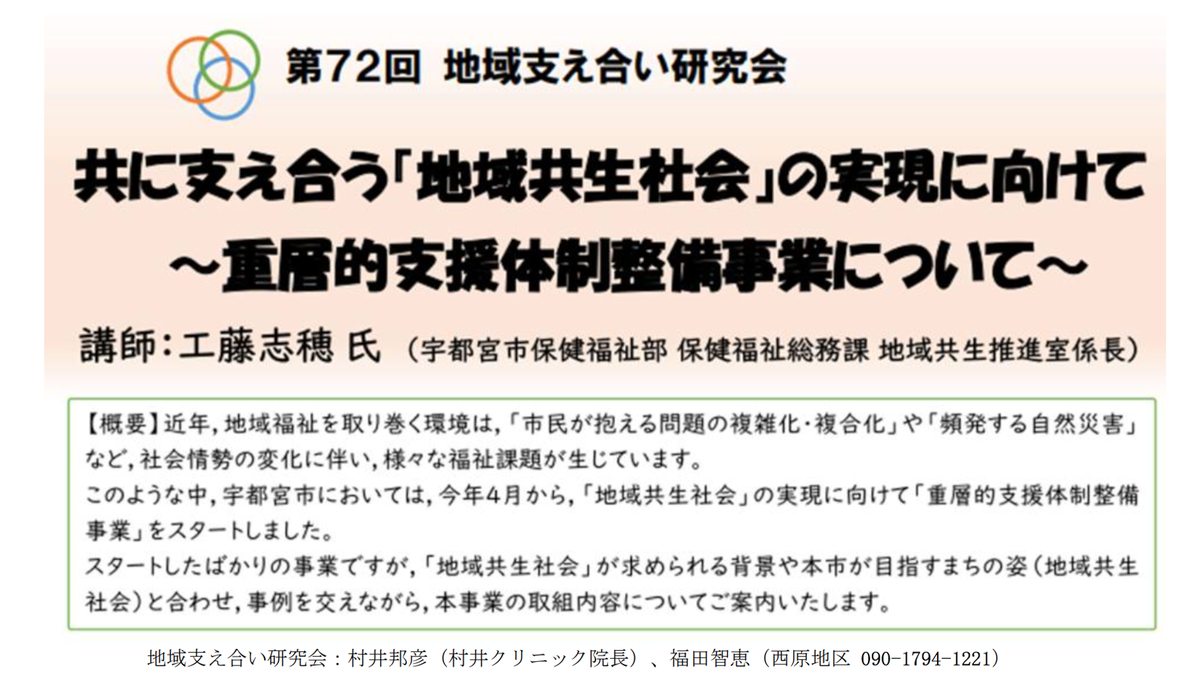 第72回 地域支え合い研究会
共に支え合う「地域共生社会」の実現に向けて
～重層的支援体制整備事業について～
講師：工藤志穂 氏 （宇都宮市保健福祉部 保健福祉総務課 地域共生推進室係長）
【概要】近年，地域福祉を取り巻く環境は，「市民が抱える問題の複雑化・複合化」や「頻発する自然災害」
など，社会情勢の変化に伴い，様々な福祉課題が生じています。
このような中，宇都宮市においては，今年4月から，「地域共生社会」の実現に向けて「重層的支援体制整備
事業」をスタートしました。
スタートしたばかりの事業ですが，「地域共生社会」が求められる背景や本市が目指すまちの姿（地域共生
社会）と合わせ，事例を交えながら，本事業の取組内容についてご案内いたします。
地域支え合い研究会：村井邦彦（村井クリニック院長）、福田智恵（西原地区 090-1794-1221）